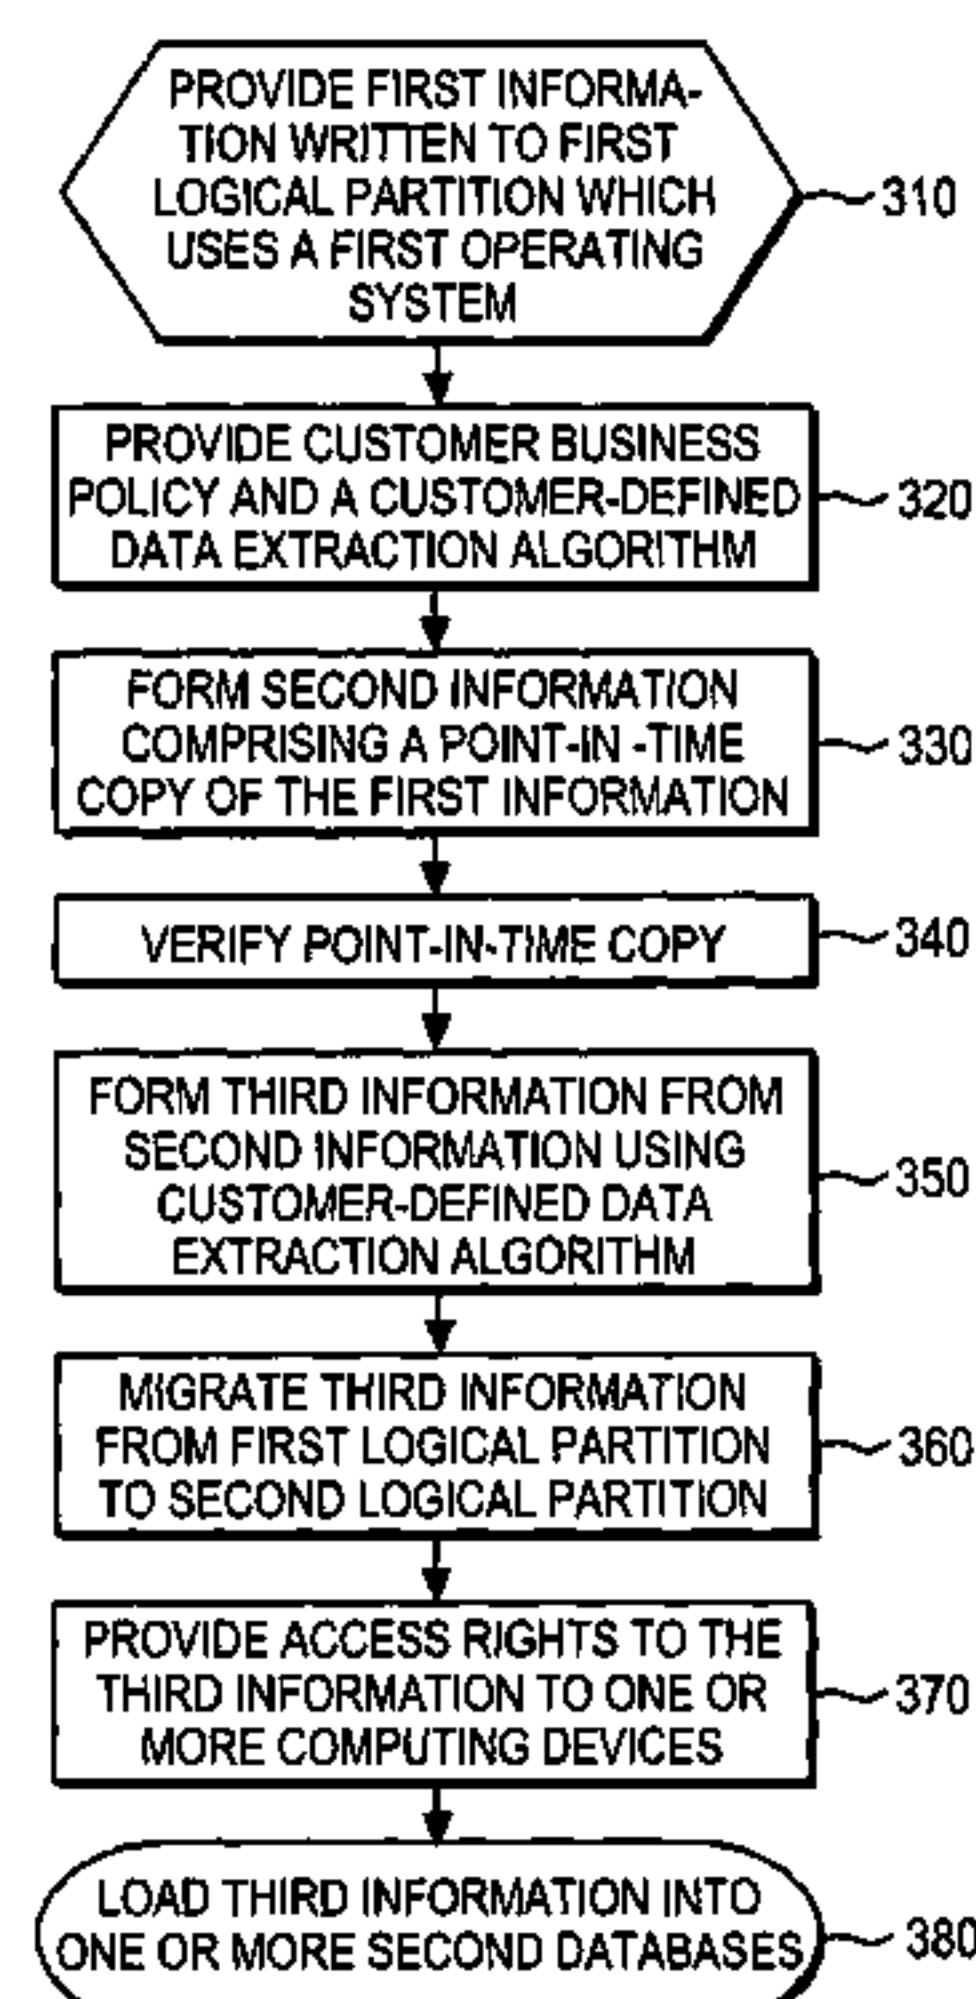 PROVIDE FIRST INFORMA-
TION WRITTEN TO FIRST
LOGICAL PARTITION WHICH
USES A FIRST OPERATING
SYSTEM
310
PROVIDE CUSTOMER BUSINESS
POLICY AND A CUSTOMER-DEFINED
DATA EXTRACTION ALGORITHM
320
FORM SECOND INFORMATION
COMPRISING A POINT-IN -TIME
COPY OF THE FIRST INFORMATION
330
VERIFY POINT-IN-TIME COPY
340
FORM THIRD INFORMATION FROM
SECOND INFORMATION USING
CUSTOMER-DEFINED DATA
EXTRACTION ALGORITHM
350
MIGRATE THIRD INFORMATION
FROM FIRST LOGICAL PARTITION
TO SECOND LOGICAL PARTITION
360
PROVIDE ACCESS RIGHTS TO THE
THIRD INFORMATION TO ONE OR
MORE COMPUTING DEVICES
370
LOAD THIRD INFORMATION INTO
ONE OR MORE SECOND DATABASES
380